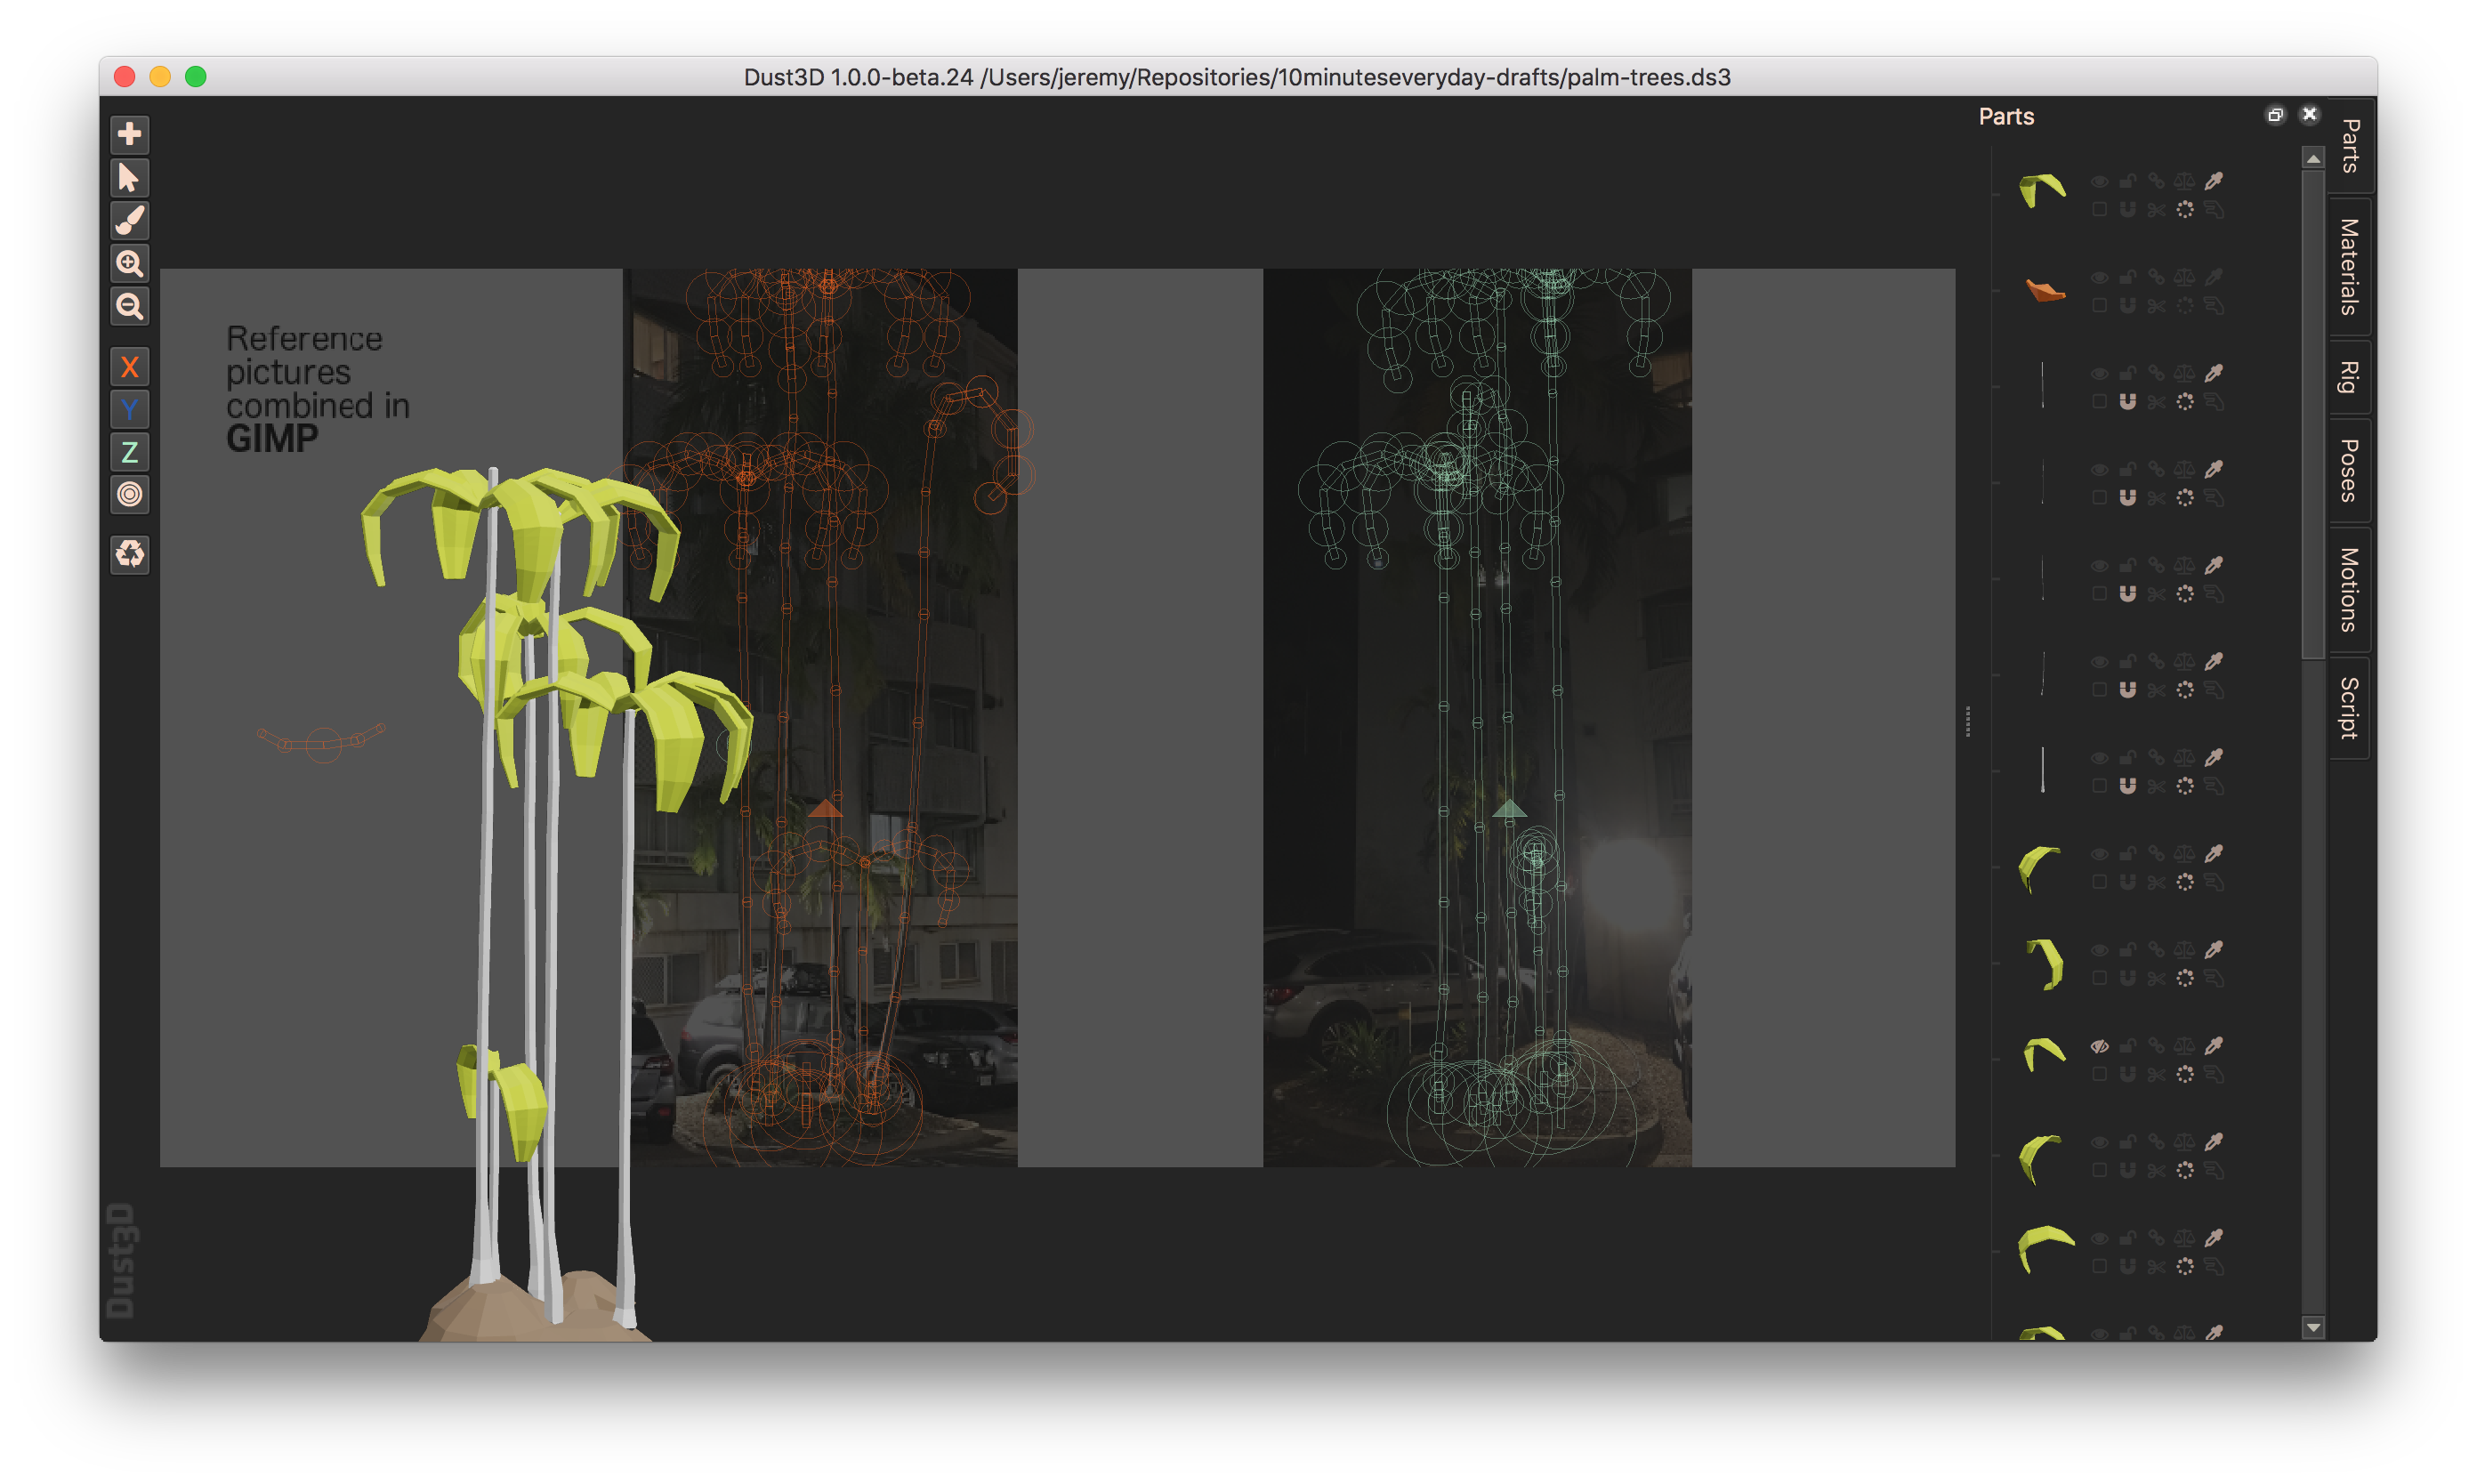 Dust3D 1.0.0-beta.24 /Users/jeremy/Repositories/10minuteseveryday-drafts/palm-trees.ds3
Parts
Parts
Materials
Rig
Poses
Motions
Script
X
Y
Z
Reference
pictures
combined in
GIMP
Dust3D